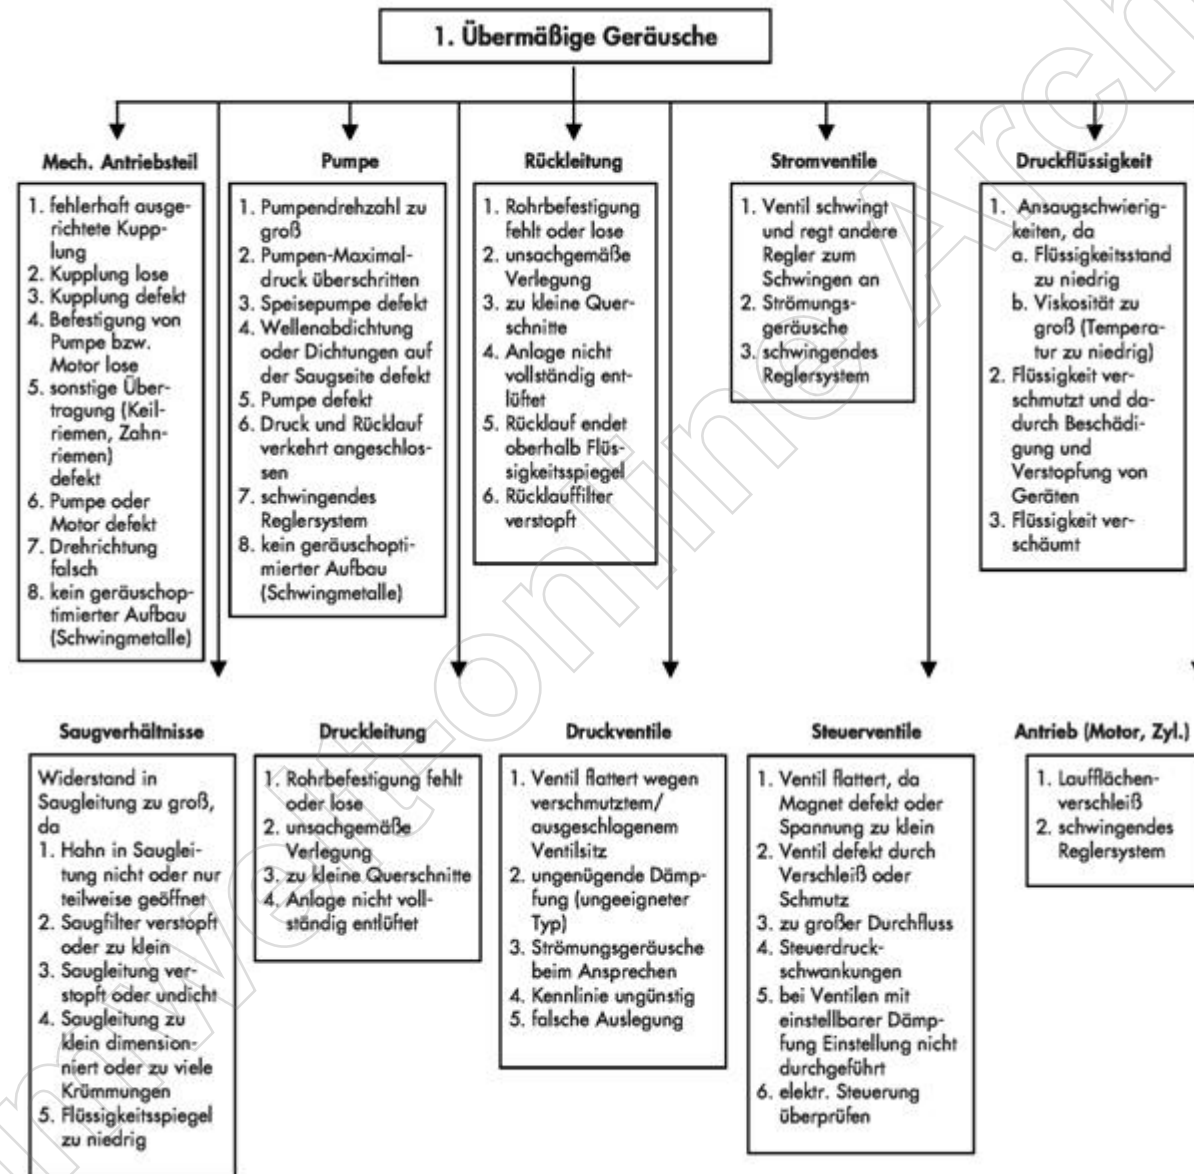 1. Übermäßige Geräusche
Mech. Antriebsteil
1. fehlerhaft ausge-
richtete Kupp-
lung
2. Kupplung lose
3. Kupplung defekt
4. Befestigung von
Pumpe bzw.
Motor lose
5. sonstige Über-
tragung (Keil-
riemen, Zahn-
riemen)
defekt
6. Pumpe oder
Motor defekt
7. Drehrichtung
falsch
8. kein geräuschop-
timierter Aufbau
(Schwingmetalle)
Pumpe
1. Pumpendrehzahl zu
groß
2. Pumpen-Maximal-
druck überschritten
3. Speisepumpe defekt
4. Wellenabdichtung
oder Dichtungen auf
der Saugseite defekt
5. Pumpe defekt
6. Druck und Rücklauf
verkehrt angeschlos-
sen
7. schwingendes
Reglersystem
8. kein geräuschopti-
mierter Aufbau
(Schwingmetalle)
Rückleitung
1. Rohrbefestigung
fehlt oder lose
2. unsachgemäße
Verlegung
3. zu kleine Quer-
schnitte
4. Anlage nicht
vollständig ent-
lüftet
5. Rücklauf endet
oberhalb Flüs-
sigkeitsspiegel
6. Rücklauffilter
verstopft
Stromventile
1. Ventil schwingt
und regt andere
Regler zum
Schwingen an
2. Strömungs-
geräusche
3. schwingendes
Reglersystem
Druckflüssigkeit
1. Ansaugschwierig-
keiten, da
a. Flüssigkeitsstand
zu niedrig
b. Viskosität zu
groß (Tempera-
tur zu niedrig)
2. Flüssigkeit ver-
schmutzt und da-
durch Beschädi-
gung und
Verstopfung von
Geräten
3. Flüssigkeit ver-
schäumt
Saugverhältnisse
Widerstand in
Saugleitung zu groß,
da
1. Hahn in Sauglei-
tung nicht oder nur
teilweise geöffnet
2. Saugfilter verstopft
oder zu klein
3. Saugleitung ver-
stopft oder undicht
4. Saugleitung zu
klein dimension-
niert oder zu viele
Krümmungen
5. Flüssigkeitsspiegel
zu niedrig
Druckleitung
1. Rohrbefestigung fehlt
oder lose
2. unsachgemäße
Verlegung
3. zu kleine Querschnitte
4. Anlage nicht voll-
ständig entlüftet
Druckventile
1. Ventil flattert wegen
verschmutztem/
ausgeschlagenem
Ventilsitz
2. ungenügende Dämp-
fung (ungeeigneter
Typ)
3. Strömungsgeräusche
beim Ansprechen
4. Kennlinie ungünstig
5. falsche Auslegung
Steuerventile
1. Ventil flattert, da
Magnet defekt oder
Spannung zu klein
2. Ventil defekt durch
Verschleiß oder
Schmutz
3. zu großer Durchfluss
4. Steuerdruck-
schwankungen
5. bei Ventilen mit
einstellbarer Dämp-
fung Einstellung nicht
durchgeführt
6. elektr. Steuerung
überprüfen
Antrieb (Motor, Zyl.)
1. Laufflächen-
verschleiß
2. schwingendes
Reglersystem